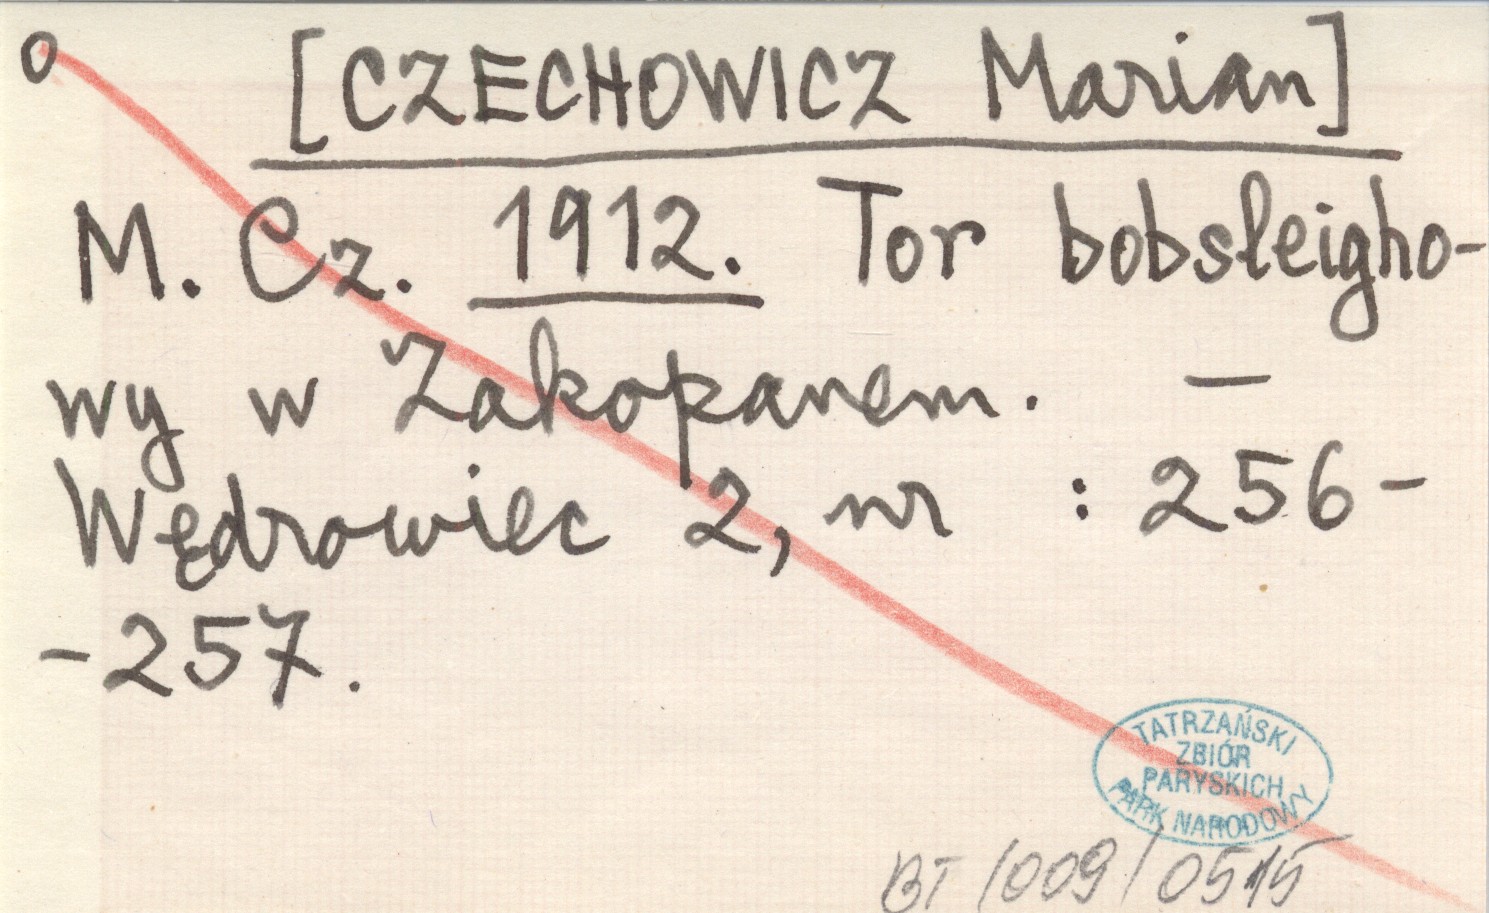 o
[CZECHOWICZ Marian]
M. Cz. 1912. Tor bobsleigho-
wy w Zakopanem. —
Wędrowiec 2, nr : 256-
-257.
TATRZAŃSKI
ZBIÓR
PARYSKICH
PARK NARODOWY
BT/009/0515